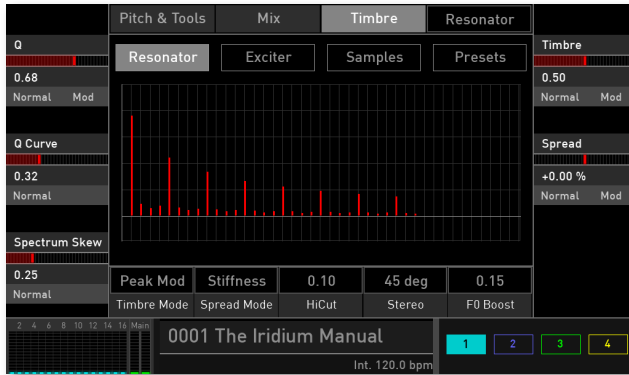 Pitch & Tools Mix Timbre Resonator
Q
0.68
Normal Mod
Q Curve
0.32
Normal
Spectrum Skew
0.25
Normal
Resonator Exciter Samples Presets
Timbre
0.50
Normal Mod
Spread
+0.00 %
Normal Mod
Peak Mod Stiffness 0.10 45 deg 0.15
Timbre Mode Spread Mode HiCut Stereo F0 Boost
2 4 6 8 10 12 14 16 Main
0001 The Iridium Manual
Int. 120.0 bpm
1 2 3 4